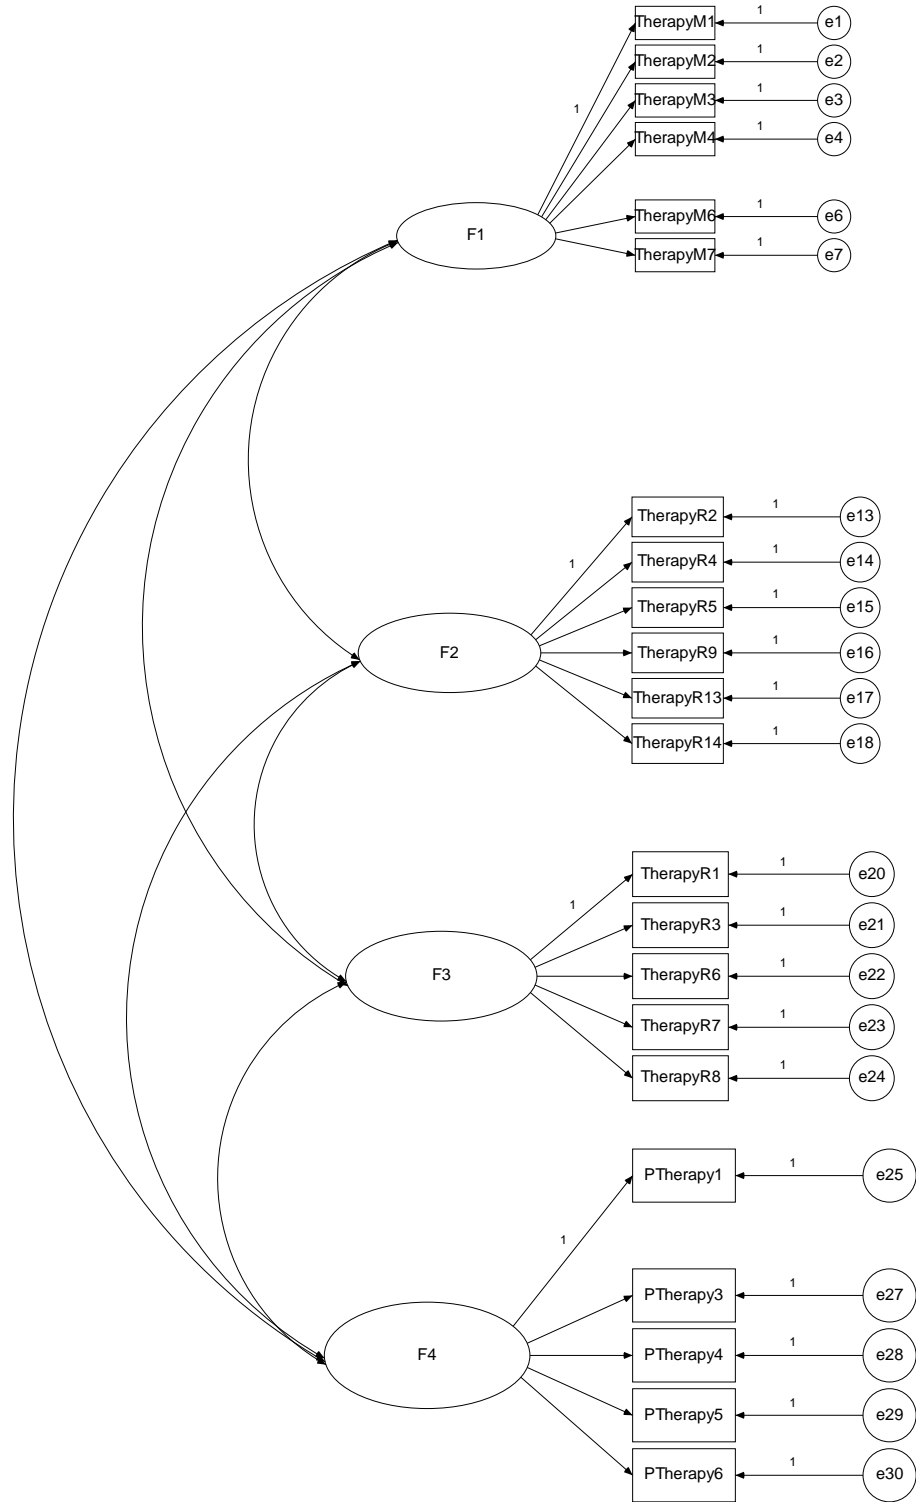 TherapyM1 1 e1
TherapyM2 1 e2
1 TherapyM3 1 e3
TherapyM4 1 e4
TherapyM6 1 e6
F1
TherapyM7 1 e7
TherapyR2 1 e13
1 TherapyR4 1 e14
TherapyR5 1 e15
F2 TherapyR9 1 e16
TherapyR13 1 e17
TherapyR14 1 e18
TherapyR1 1 e20
1
TherapyR3 1 e21
F3 TherapyR6 1 e22
TherapyR7 1 e23
TherapyR8 1 e24
PTherapy1 1 e25
1
PTherapy3 1 e27
F4 PTherapy4 1 e28
PTherapy5 1 e29
PTherapy6 1 e30